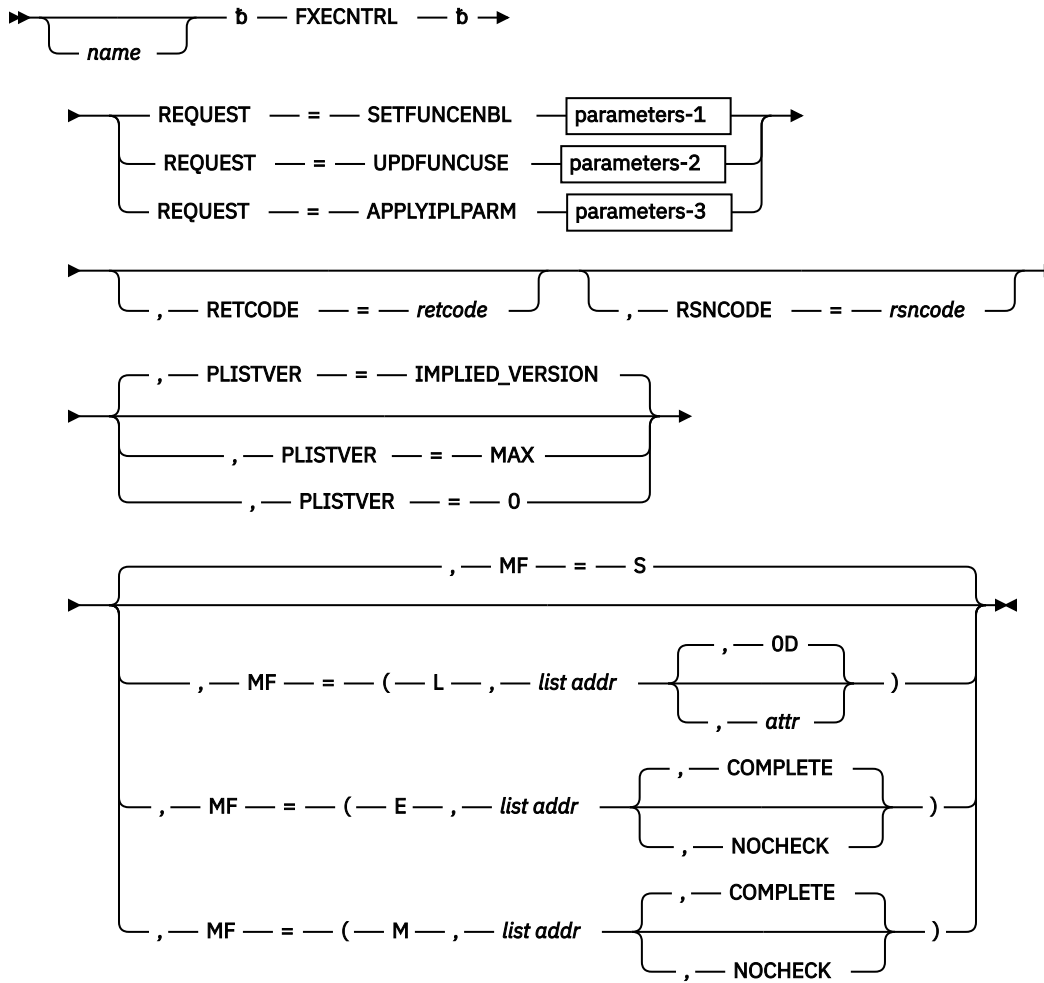 ƀ FXECNTRL ƀ
name
REQUEST = SETFUNCENBL parameters-1
REQUEST = UPDFUNCUSE parameters-2
REQUEST = APPLYIPLPARM parameters-3
, RETCODE = retcode , RSNCODE = rsncode
, PLISTVER = IMPLIED_VERSION
, PLISTVER = MAX
, PLISTVER = 0
, MF = S
, 0D
, MF = ( L , list addr )
, attr
, COMPLETE
, MF = ( E , list addr )
, NOCHECK
, COMPLETE
, MF = ( M , list addr )
, NOCHECK